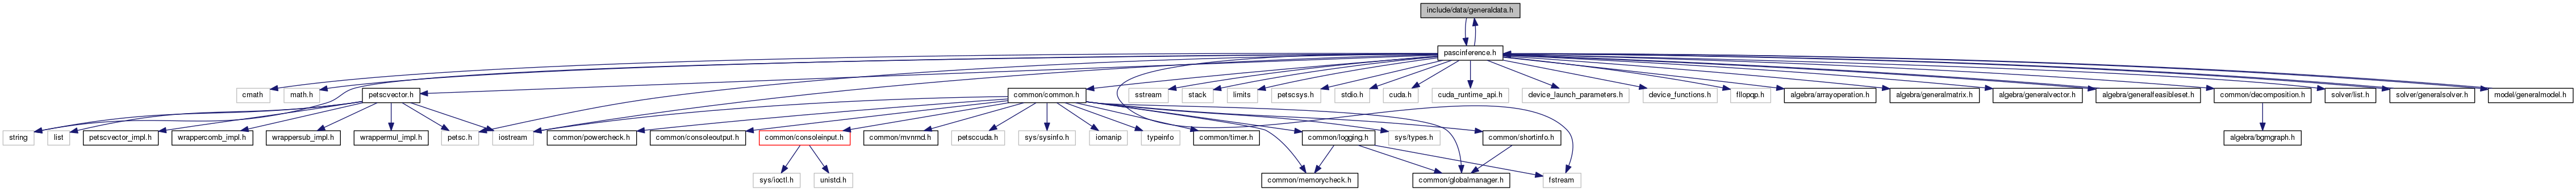 include/data/generaldata.h
pascinference.h
cmath
math.h
petscvector.h
common/common.h
sstream
stack
limits
petscsys.h
stdio.h
cuda.h
cuda_runtime_api.h
device_launch_parameters.h
device_functions.h
fllopqp.h
algebra/arrayoperation.h
algebra/generalmatrix.h
algebra/generalvector.h
algebra/generalfeasibleset.h
common/decomposition.h
solver/list.h
solver/generalsolver.h
model/generalmodel.h
string
list
petscvector_impl.h
wrappercomb_impl.h
wrappersub_impl.h
wrappermul_impl.h
petsc.h
iostream
common/powercheck.h
common/consoleoutput.h
common/consoleinput.h
common/mvnrnd.h
petsccuda.h
sys/sysinfo.h
iomanip
typeinfo
common/timer.h
common/logging.h
sys/types.h
common/shortinfo.h
algebra/bgmgraph.h
sys/ioctl.h
unistd.h
common/memorycheck.h
common/globalmanager.h
fstream